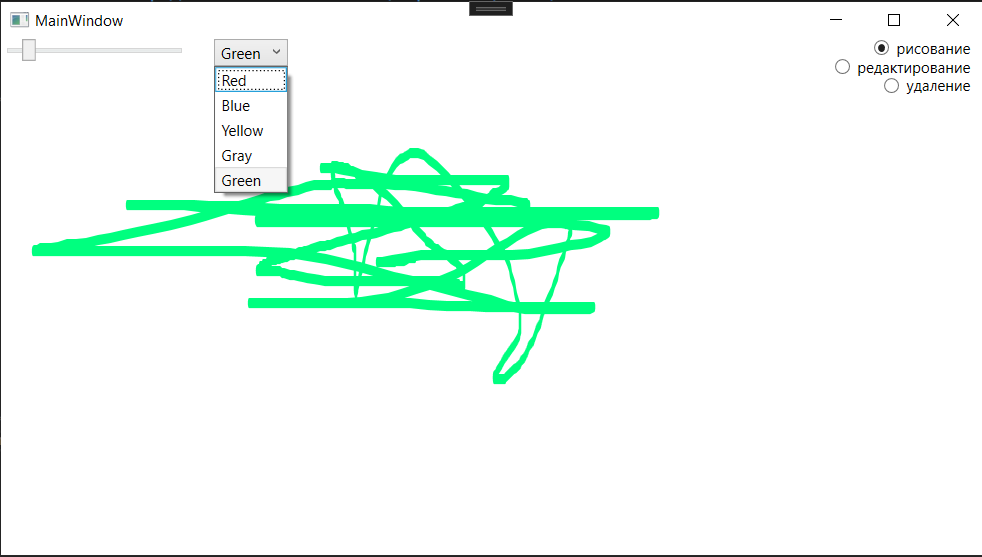 MainWindow
Green
Red
Blue
Yellow
Gray
Green
рисование
редактирование
удаление